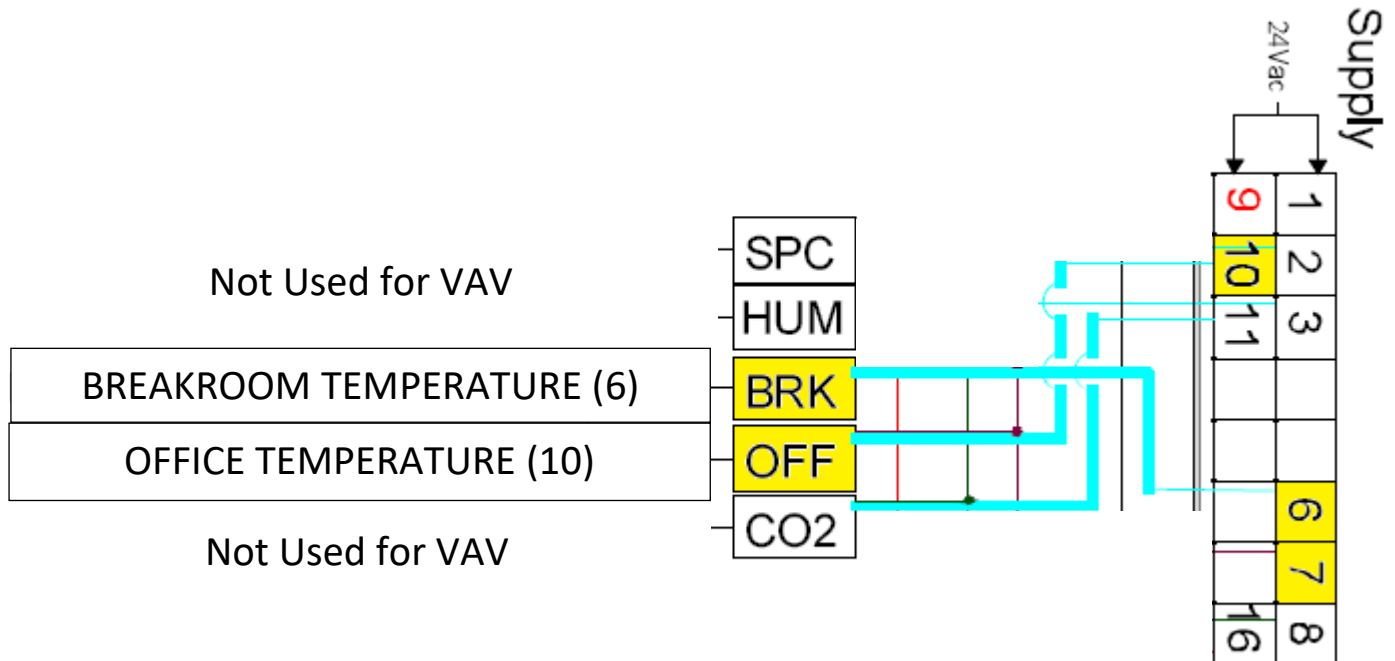 Supply
24Vac
9 1
10 2
11 3
6
7
16 8
SPC
Not Used for VAV
HUM
BREAKROOM TEMPERATURE (6)
BRK
OFFICE TEMPERATURE (10)
OFF
CO2
Not Used for VAV